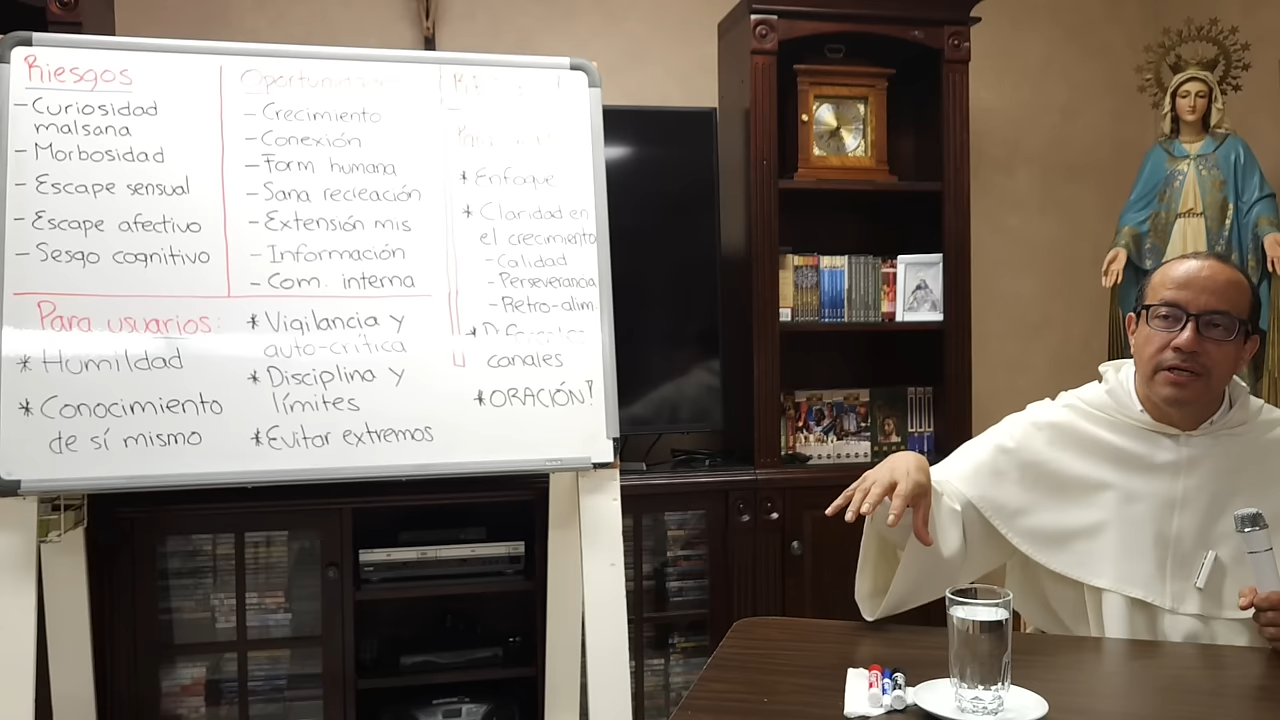 Riesgos
- Curiosidad
malsana
- Morbosidad
- Escape sensual
- Escape afectivo
- Sesgo cognitivo
- Crecimiento
- Conexión
- Form humana
- Sana recreación
- Extensión mis
- Información
- Com. interna
Para usuarios:
* Humildad
* Conocimiento
de sí mismo
* Vigilancia y
auto-crítica
* Disciplina y
límites
* Evitar extremos
* Enfoque
* Claridad en
el crecimiento
- Calidad
- Perseverancia
- Retro-alim
canales
* ORACIÓN!